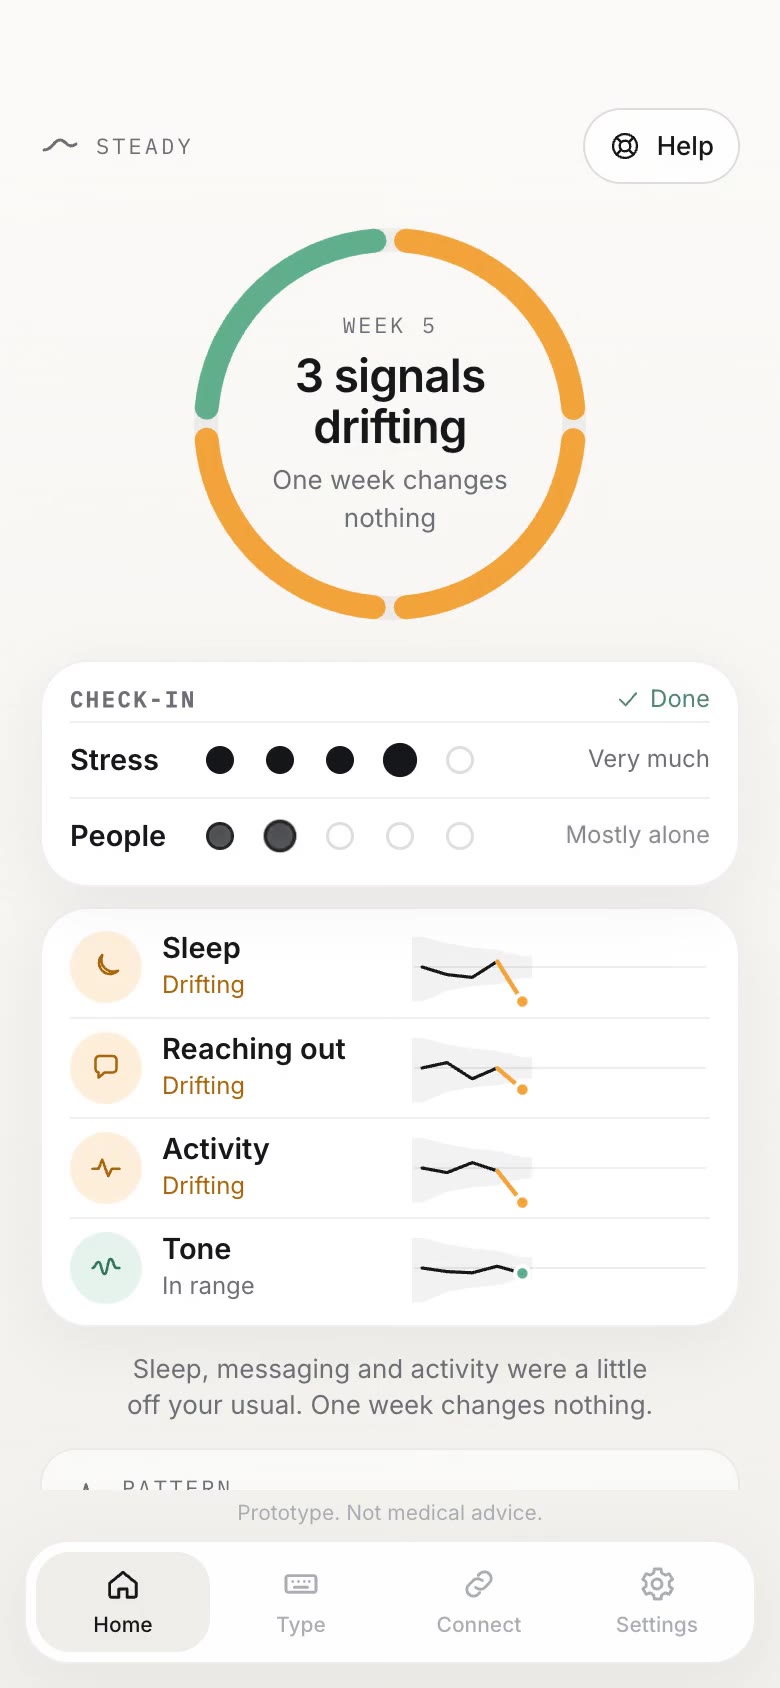 STEADY
Help
WEEK 5
3 signals
drifting
One week changes
nothing
CHECK-IN
Done
Stress
Very much
People
Mostly alone
Sleep
Drifting
Reaching out
Drifting
Activity
Drifting
Tone
In range
Sleep, messaging and activity were a little
off your usual. One week changes nothing.
PATTERN
Prototype. Not medical advice.
Home
Type
Connect
Settings